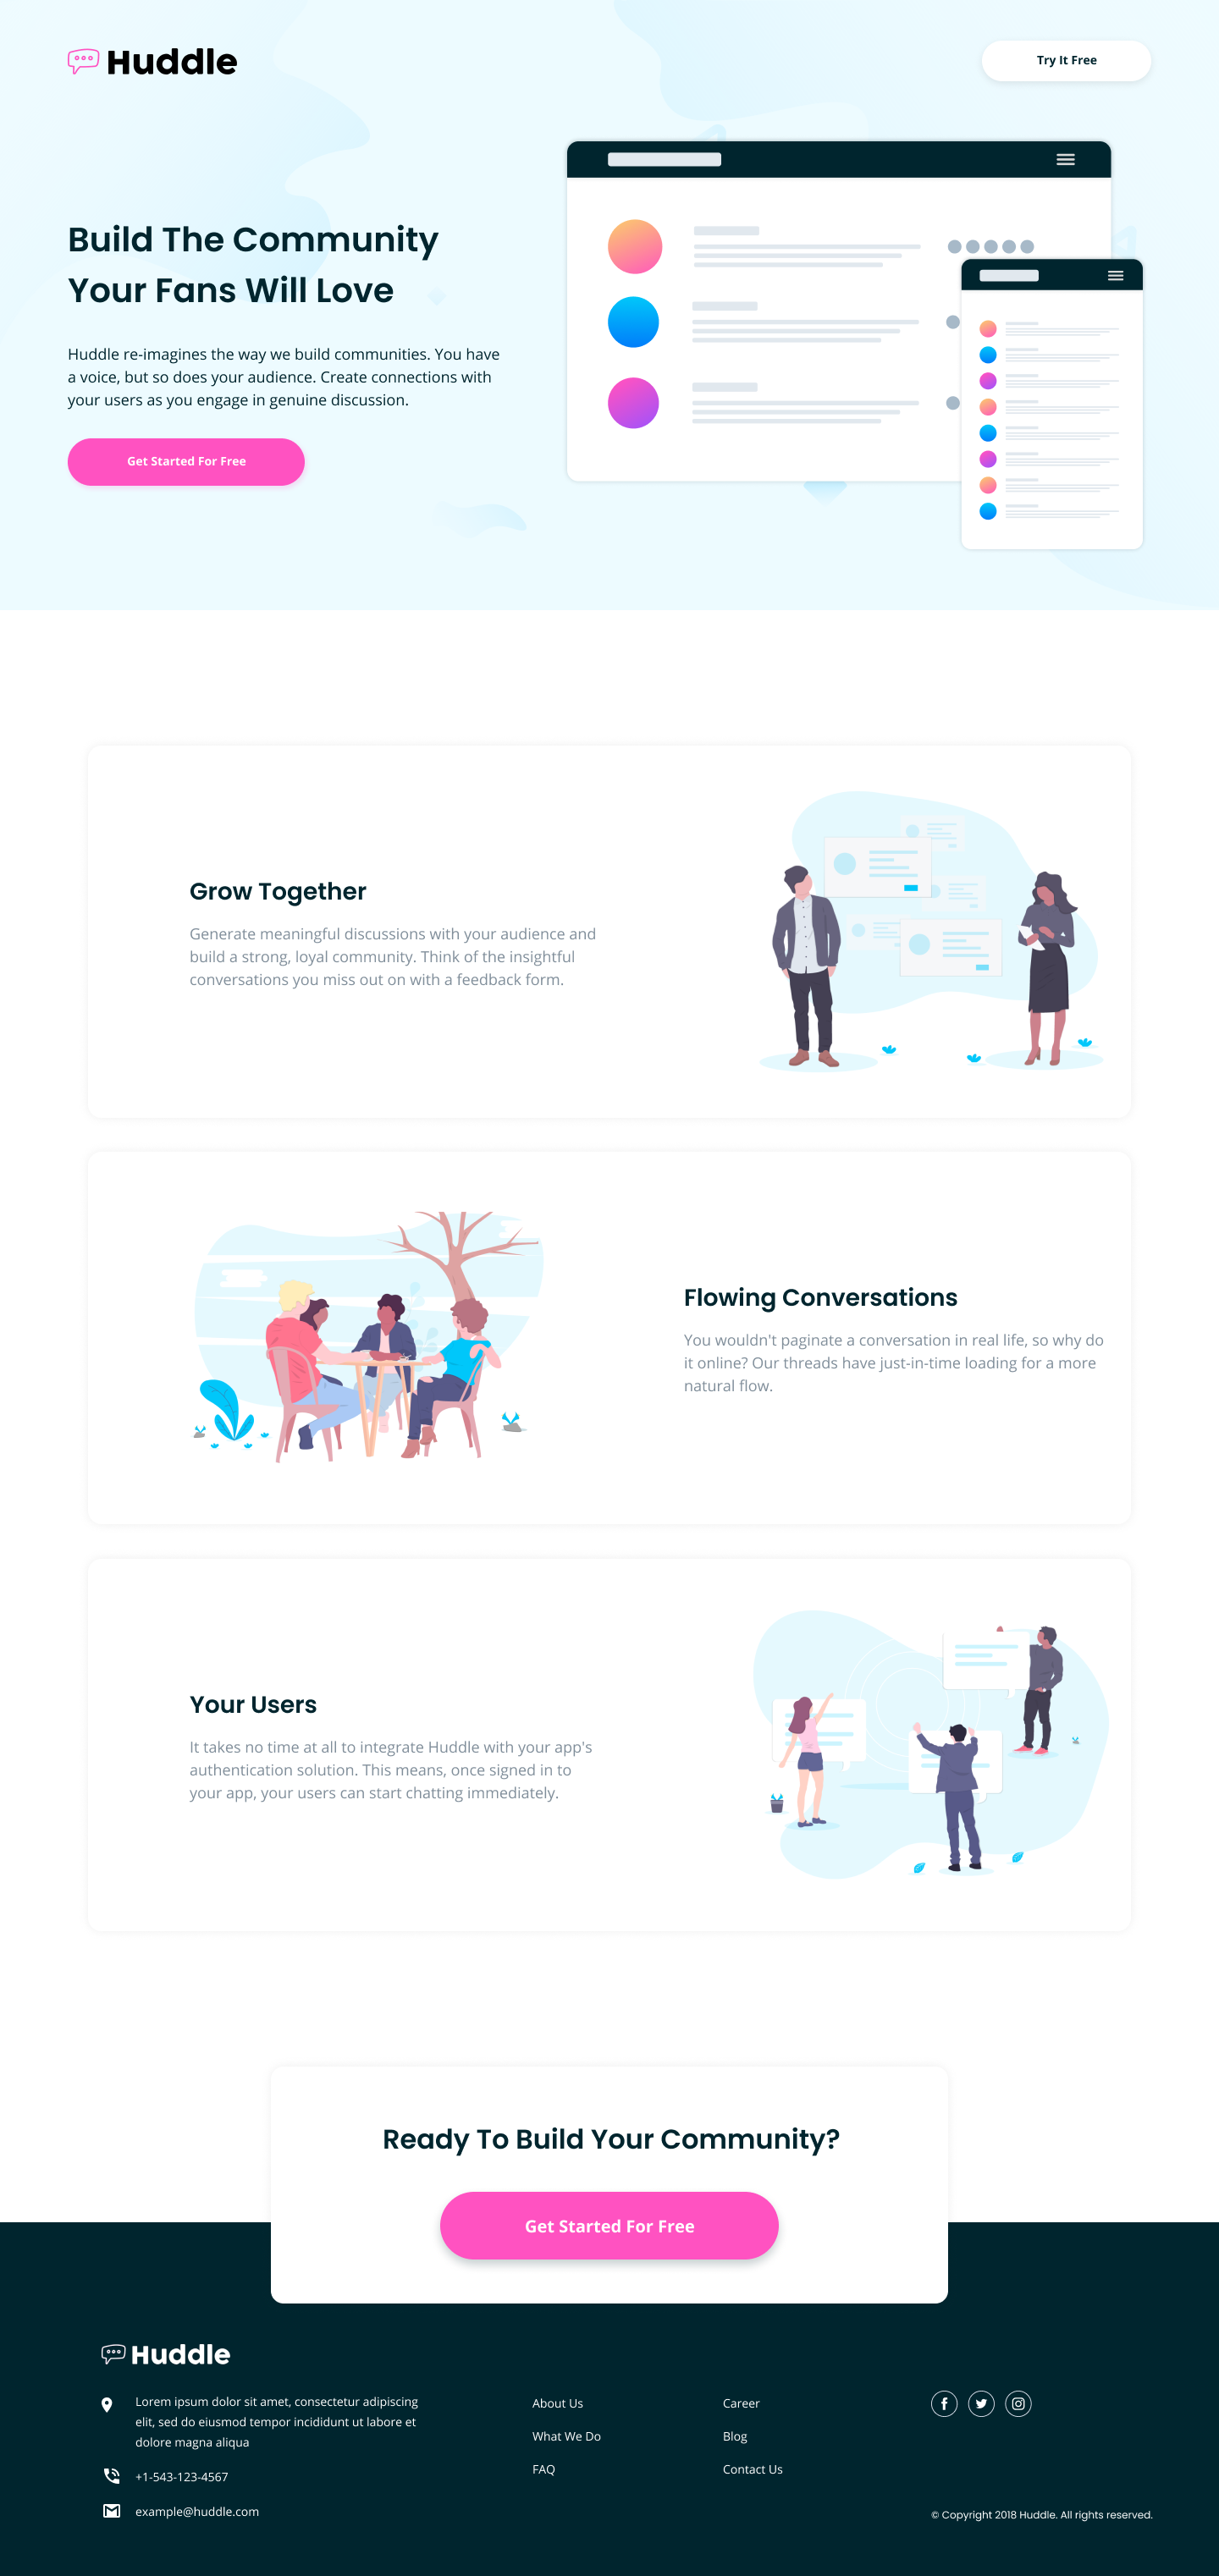 Huddle
Try It Free
Build The Community
Your Fans Will Love
Huddle re-imagines the way we build communities. You have
a voice, but so does your audience. Create connections with
your users as you engage in genuine discussion.
Get Started For Free
Grow Together
Generate meaningful discussions with your audience and
build a strong, loyal community. Think of the insightful
conversations you miss out on with a feedback form.
Flowing Conversations
You wouldn't paginate a conversation in real life, so why do
it online? Our threads have just-in-time loading for a more
natural flow.
Your Users
It takes no time at all to integrate Huddle with your app's
authentication solution. This means, once signed in to
your app, your users can start chatting immediately.
Ready To Build Your Community?
Get Started For Free
Huddle
Lorem ipsum dolor sit amet, consectetur adipiscing
elit, sed do eiusmod tempor incididunt ut labore et
dolore magna aliqua
+1-543-123-4567
example@huddle.com
About Us
What We Do
FAQ
Career
Blog
Contact Us
© Copyright 2018 Huddle. All rights reserved.